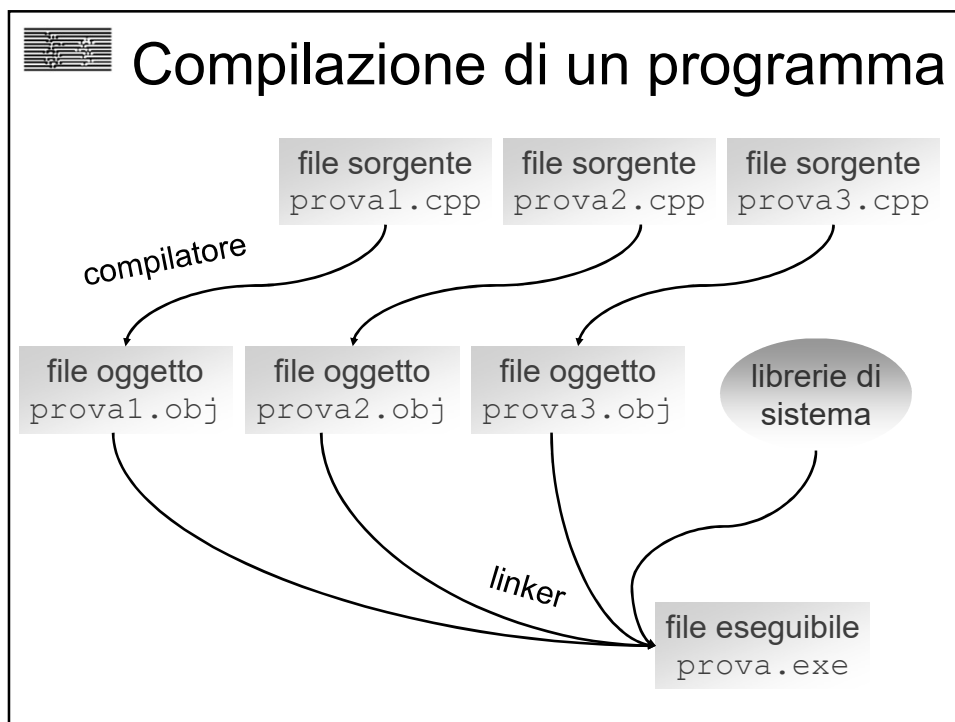 Compilazione di un programma
file sorgente
prova1.cpp
file sorgente
prova2.cpp
file sorgente
prova3.cpp
compilatore
file oggetto
prova1.obj
file oggetto
prova2.obj
file oggetto
prova3.obj
librerie di
sistema
linker
file eseguibile
prova.exe